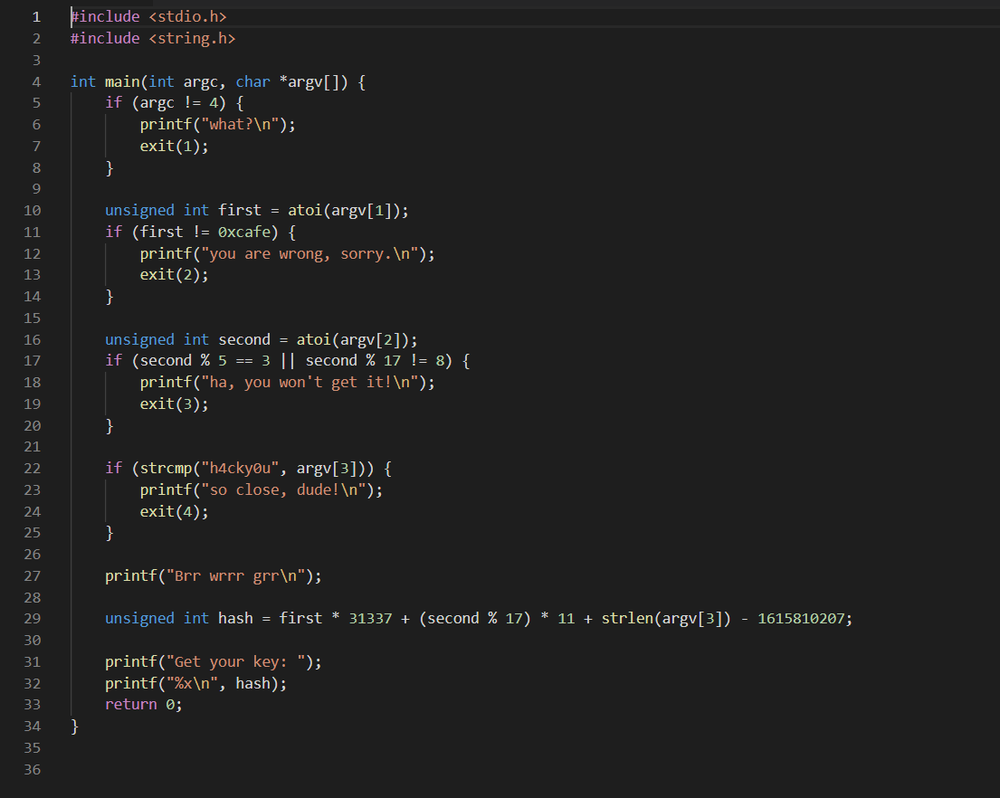 1 #include <stdio.h>
2 #include <string.h>
3
4 int main(int argc, char *argv[]) {
5     if (argc != 4) {
6         printf("what?\n");
7         exit(1);
8     }
9
10     unsigned int first = atoi(argv[1]);
11     if (first != 0xcafe) {
12         printf("you are wrong, sorry.\n");
13         exit(2);
14     }
15
16     unsigned int second = atoi(argv[2]);
17     if (second % 5 == 3 || second % 17 != 8) {
18         printf("ha, you won't get it!\n");
19         exit(3);
20     }
21
22     if (strcmp("h4cky0u", argv[3])) {
23         printf("so close, dude!\n");
24         exit(4);
25     }
26
27     printf("Brr wrrr grr\n");
28
29     unsigned int hash = first * 31337 + (second % 17) * 11 + strlen(argv[3]) - 1615810207;
30
31     printf("Get your key: ");
32     printf("%x\n", hash);
33     return 0;
34 }
35
36